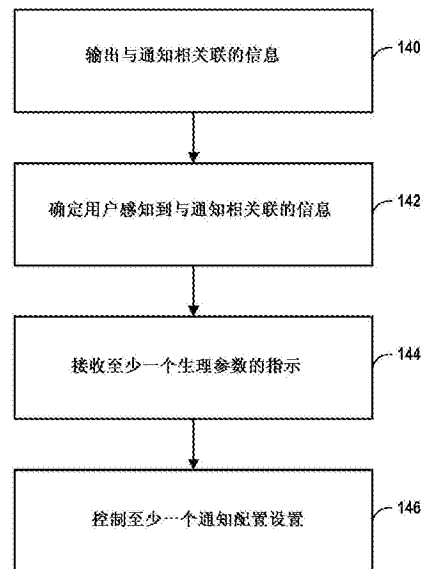 输出与通知相关联的信息
140
确定用户感知到与通知相关联的信息
142
接收至少一个生理参数的指示
144
控制至少一个通知配置设置
146